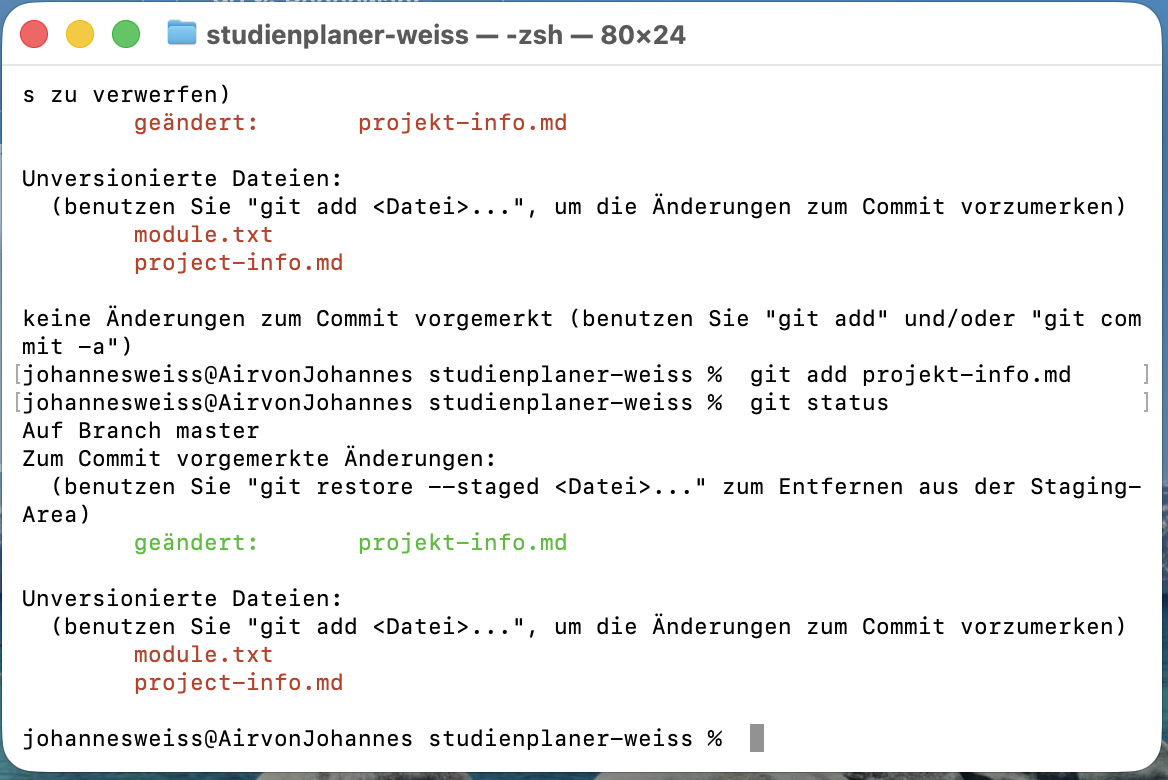 studienplaner-weiss — -zsh — 80×24
s zu verwerfen)
geändert: projekt-info.md
Unversionierte Dateien:
(benutzen Sie "git add <Datei>...", um die Änderungen zum Commit vorzumerken)
module.txt
project-info.md
keine Änderungen zum Commit vorgemerkt (benutzen Sie "git add" und/oder "git com
mit -a")
[johannesweiss@AirvonJohannes studienplaner-weiss % git add projekt-info.md ]
[johannesweiss@AirvonJohannes studienplaner-weiss % git status ]
Auf Branch master
Zum Commit vorgemerkte Änderungen:
(benutzen Sie "git restore --staged <Datei>..." zum Entfernen aus der Staging-
Area)
geändert: projekt-info.md
Unversionierte Dateien:
(benutzen Sie "git add <Datei>...", um die Änderungen zum Commit vorzumerken)
module.txt
project-info.md
johannesweiss@AirvonJohannes studienplaner-weiss %